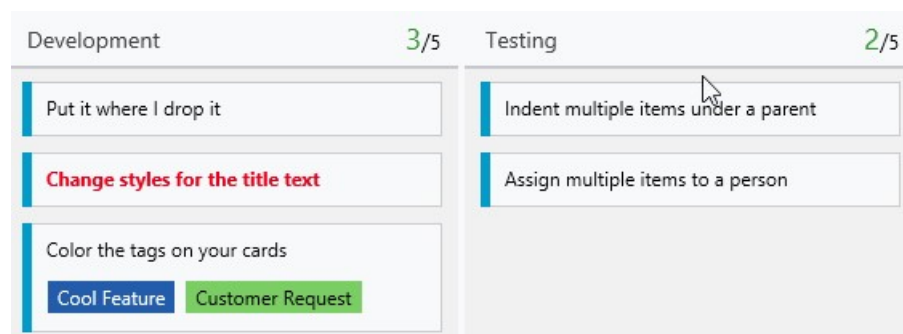 Development 3/5
Put it where I drop it
Change styles for the title text
Color the tags on your cards
Cool Feature Customer Request
Testing 2/5
Indent multiple items under a parent
Assign multiple items to a person